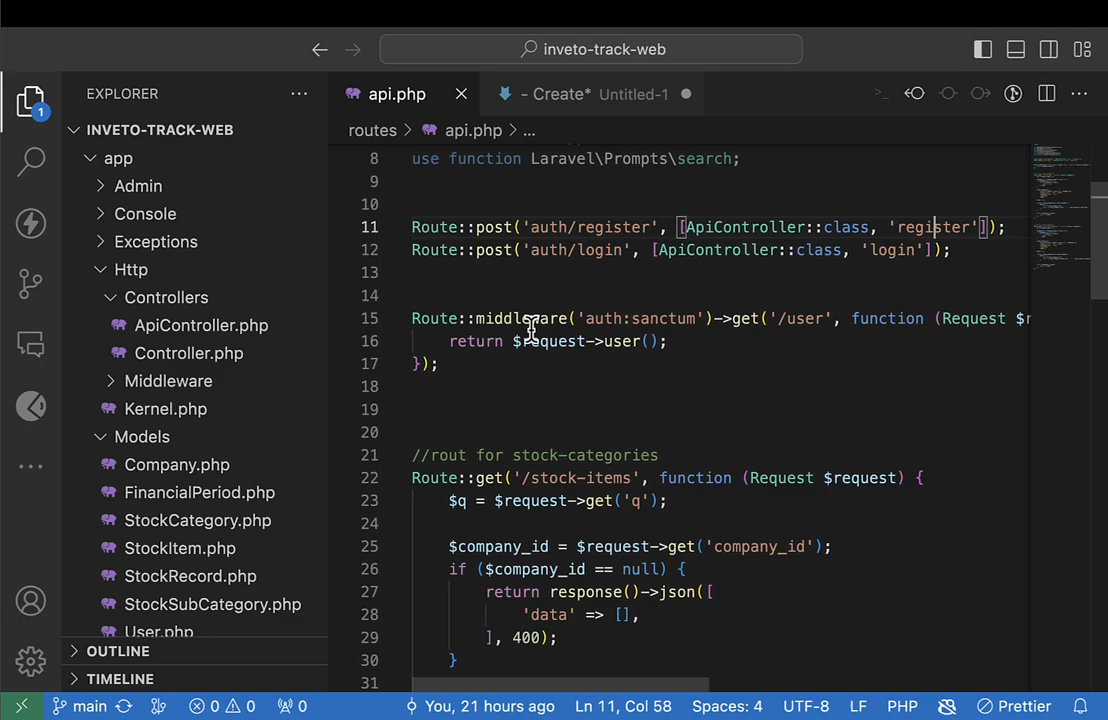 inveto-track-web
EXPLORER
INVETO-TRACK-WEB
app
Admin
Console
Exceptions
Http
Controllers
ApiController.php
Controller.php
Middleware
Kernel.php
Models
Company.php
FinancialPeriod.php
StockCategory.php
StockItem.php
StockRecord.php
StockSubCategory.php
User.php
OUTLINE
TIMELINE
1
api.php
- Create* Untitled-1
routes > api.php > ...
8 use function Laravel\Prompts\search;
9
10
11 Route::post('auth/register', [ApiController::class, 'register']);
12 Route::post('auth/login', [ApiController::class, 'login']);
13
14
15 Route::middleware('auth:sanctum')->get('/user', function (Request $r
16 return $request->user();
17 });
18
19
20
21 //rout for stock-categories
22 Route::get('/stock-items', function (Request $request) {
23 $q = $request->get('q');
24
25 $company_id = $request->get('company_id');
26 if ($company_id == null) {
27 return response()->json([
28 'data' => [],
29 ], 400);
30 }
31
main 0 0 0 You, 21 hours ago Ln 11, Col 58 Spaces: 4 UTF-8 LF PHP Prettier